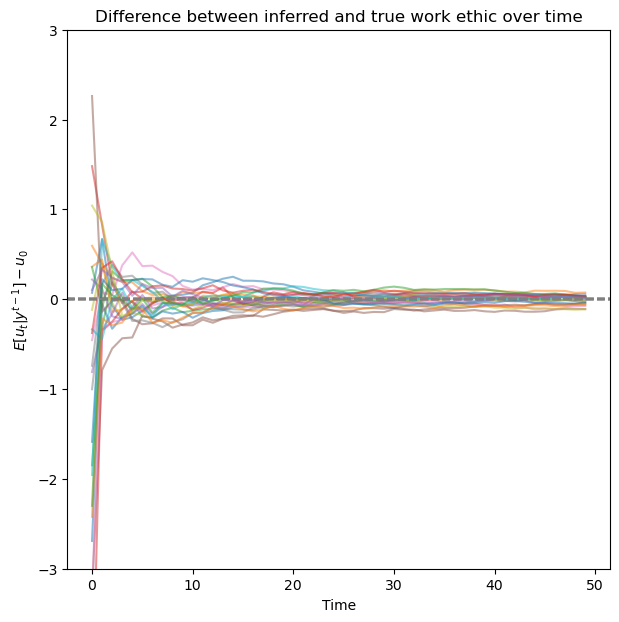 Difference between inferred and true work ethic over time
3
2
1
0
−1
−2
−3
E[u_t|y^{t−1}] − u_0
0 10 20 30 40 50
Time